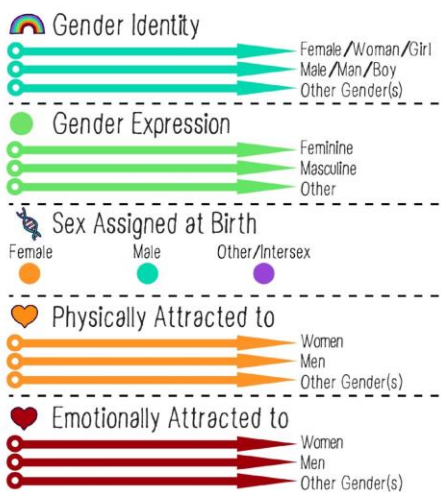 Gender Identity
Female/Woman/Girl
Male/Man/Boy
Other Gender(s)
Gender Expression
Feminine
Masculine
Other
Sex Assigned at Birth
Female Male Other/Intersex
Physically Attracted to
Women
Men
Other Gender(s)
Emotionally Attracted to
Women
Men
Other Gender(s)